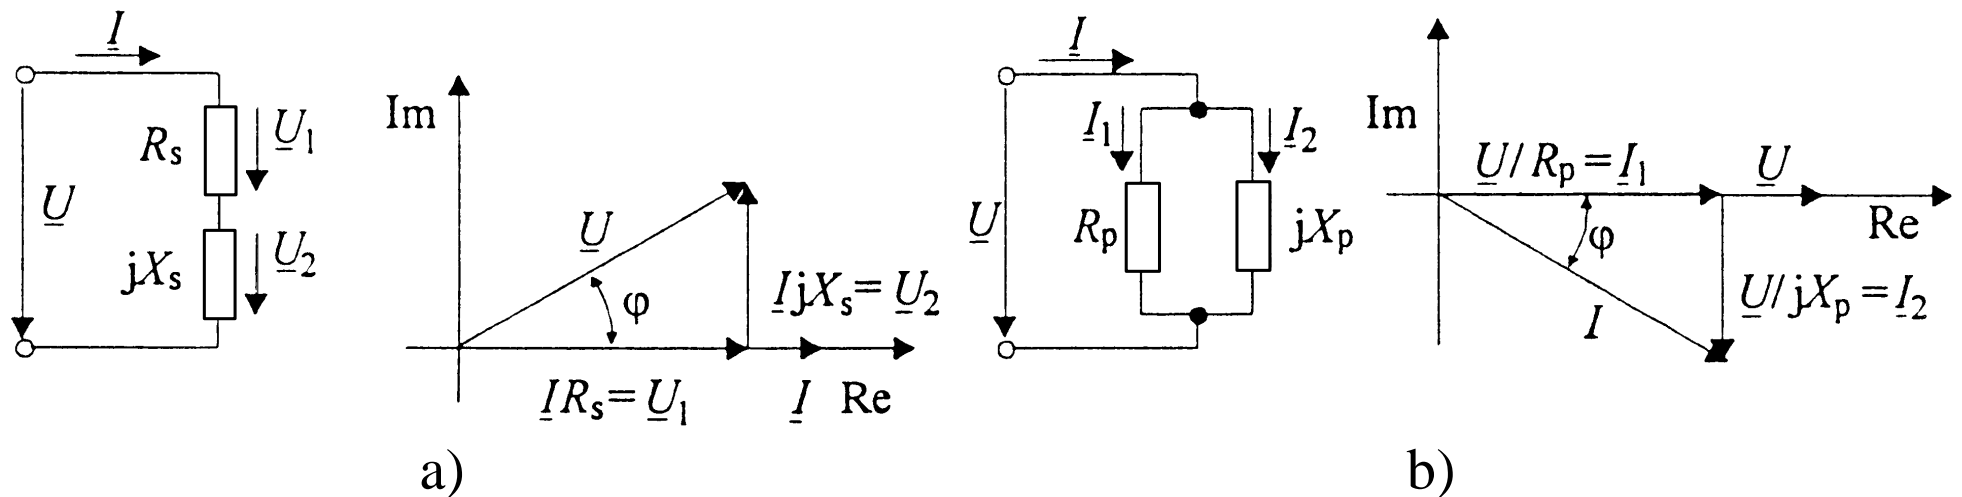 I
Rs
U1
U
jXs
U2
Im
U
φ
IjXs = U2
IRs = U1
I
Re
a)
I
I1
I2
U
Rp
jXp
Im
U/Rp = I1
U
Re
φ
U/jXp = I2
I
b)